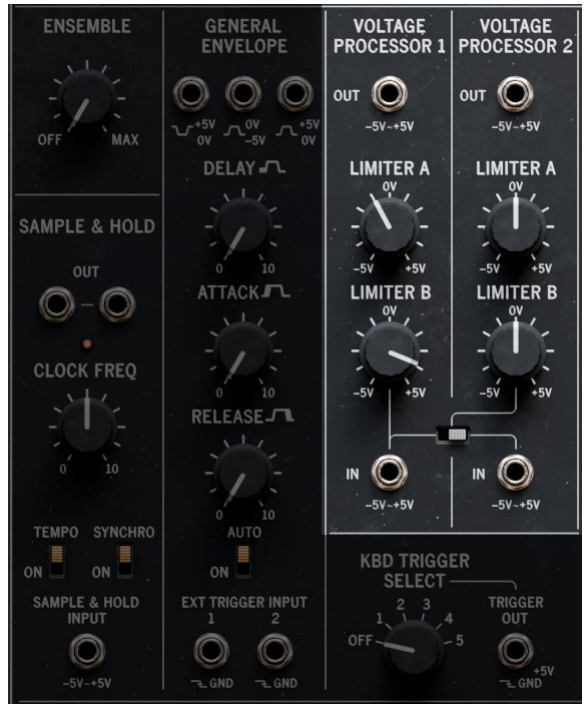 ENSEMBLE
OFF
MAX
SAMPLE & HOLD
OUT
CLOCK FREQ
0
10
TEMPO
SYNCHRO
ON
ON
SAMPLE & HOLD
INPUT
-5V~+5V
GENERAL
ENVELOPE
+5V
0V
0V
-5V
+5V
0V
DELAY
0
10
ATTACK
0
10
RELEASE
0
10
AUTO
ON
EXT TRIGGER INPUT
1
2
GND
GND
VOLTAGE
PROCESSOR 1
OUT
-5V~+5V
LIMITER A
0V
-5V
+5V
LIMITER B
0V
-5V
+5V
IN
-5V~+5V
VOLTAGE
PROCESSOR 2
OUT
-5V~+5V
LIMITER A
0V
-5V
+5V
LIMITER B
0V
-5V
+5V
IN
-5V~+5V
KBD TRIGGER
SELECT
OFF
1
2
3
4
5
TRIGGER
OUT
+5V
GND